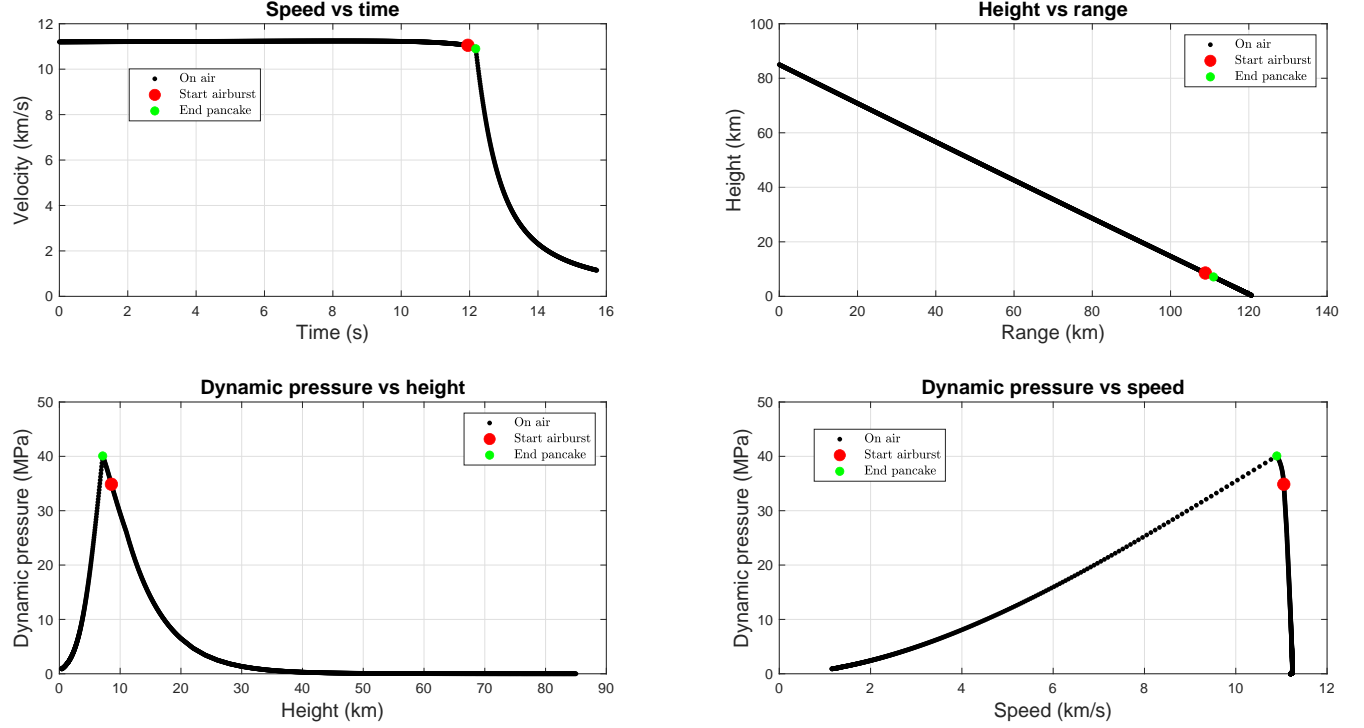 Speed vs time
12
10
8
6
4
2
0
Velocity (km/s)
On air
Start airburst
End pancake
0 2 4 6 8 10 12 14 16
Time (s)
Height vs range
100
80
60
40
20
0
Height (km)
On air
Start airburst
End pancake
0 20 40 60 80 100 120 140
Range (km)
Dynamic pressure vs height
50
40
30
20
10
0
Dynamic pressure (MPa)
On air
Start airburst
End pancake
0 10 20 30 40 50 60 70 80 90
Height (km)
Dynamic pressure vs speed
50
40
30
20
10
0
Dynamic pressure (MPa)
On air
Start airburst
End pancake
0 2 4 6 8 10 12
Speed (km/s)